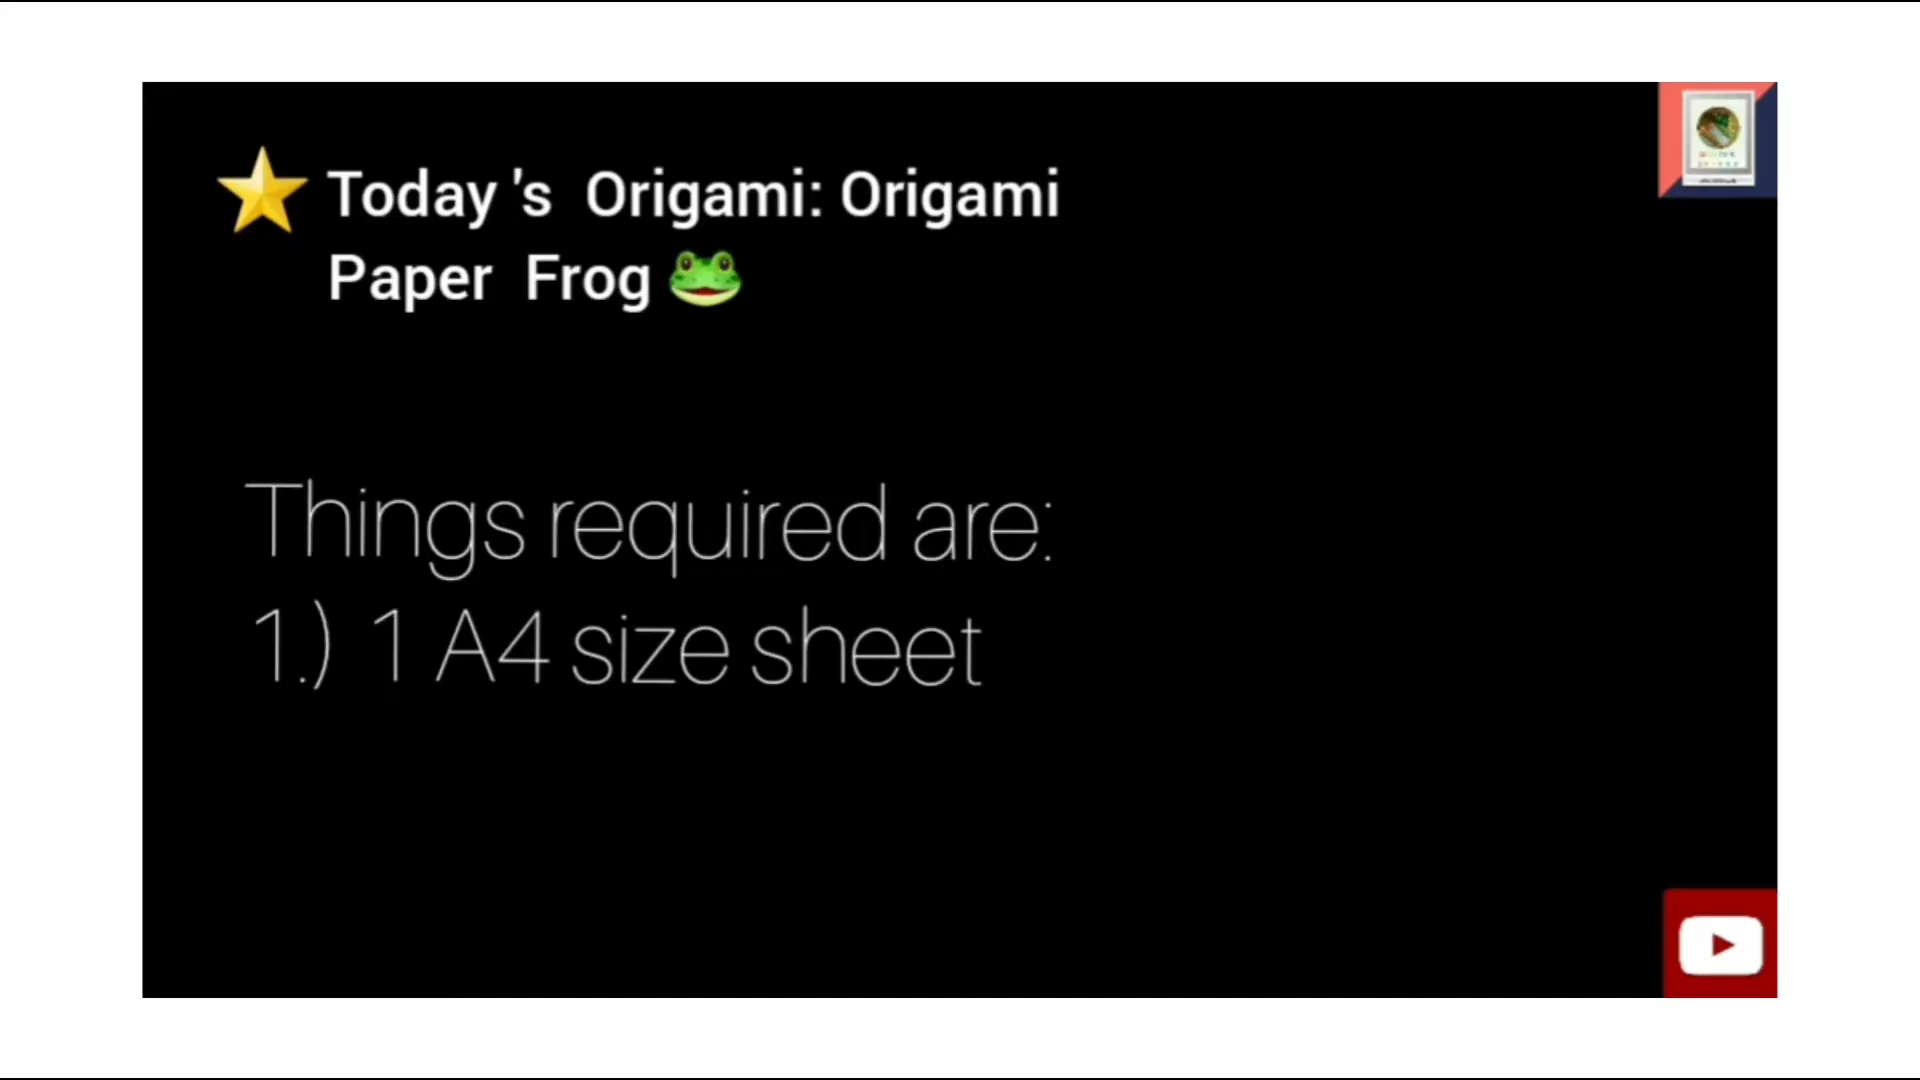 Today 's Origami: Origami
Paper Frog
Things required are:
1.) 1 A4 size sheet